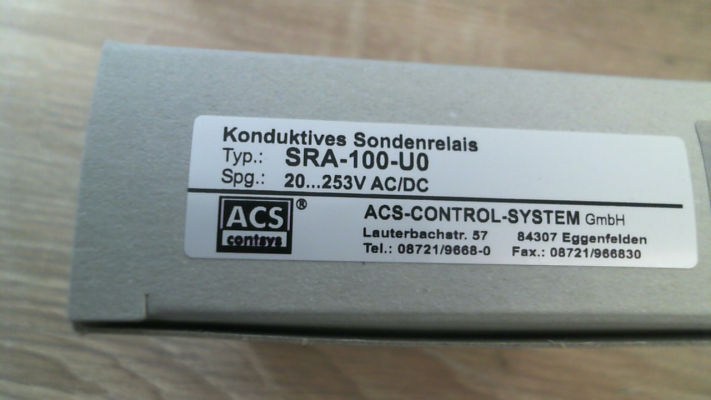 Konduktives Sondenrelais
Typ.: SRA-100-U0
Spg.: 20...253V AC/DC
ACS®
contsys
ACS-CONTROL-SYSTEM GmbH
Lauterbachstr. 57 84307 Eggenfelden
Tel.: 08721/9668-0 Fax.: 08721/966830